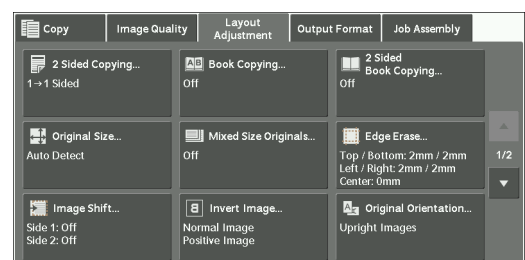 Copy
Image Quality
Layout
Adjustment
Output Format
Job Assembly
2 Sided Copying...
1→1 Sided
A B
Book Copying...
Off
2 Sided
Book Copying...
Off
Original Size...
Auto Detect
Mixed Size Originals...
Off
Edge Erase...
Top / Bottom: 2mm / 2mm
Left / Right: 2mm / 2mm
Center: 0mm
1/2
Image Shift...
Side 1: Off
Side 2: Off
Invert Image...
Normal Image
Positive Image
Original Orientation...
Upright Images